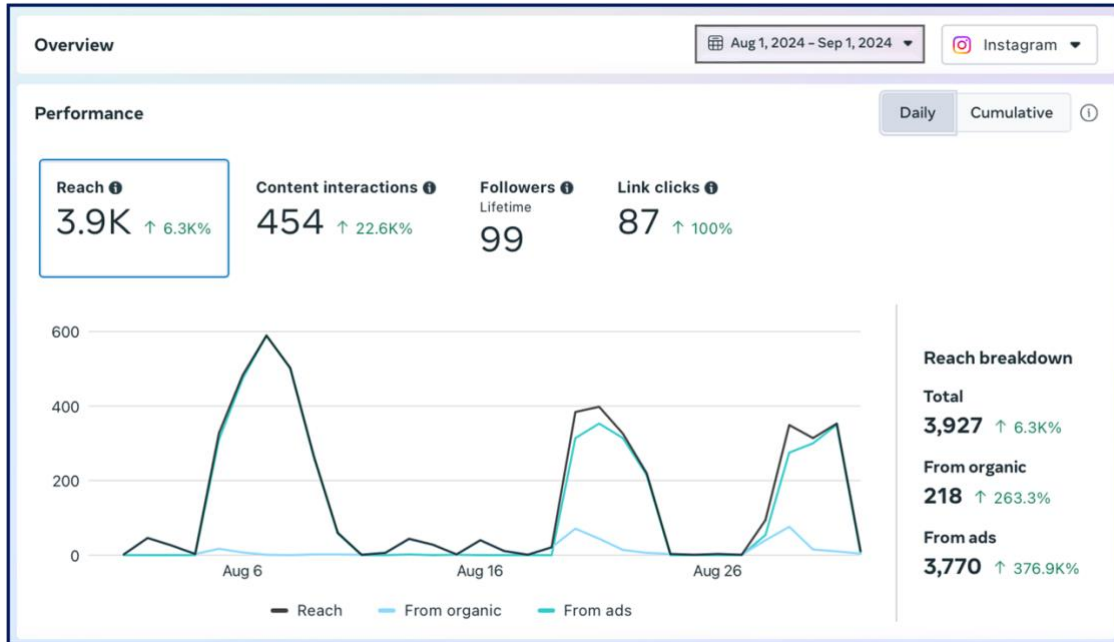 Overview
Aug 1, 2024 – Sep 1, 2024
Instagram
Performance
Daily
Cumulative
Reach
3.9K ↑ 6.3K%
Content interactions
454 ↑ 22.6K%
Followers
Lifetime
99
Link clicks
87 ↑ 100%
600
400
200
0
Aug 6
Aug 16
Aug 26
Reach
From organic
From ads
Reach breakdown
Total
3,927 ↑ 6.3K%
From organic
218 ↑ 263.3%
From ads
3,770 ↑ 376.9K%